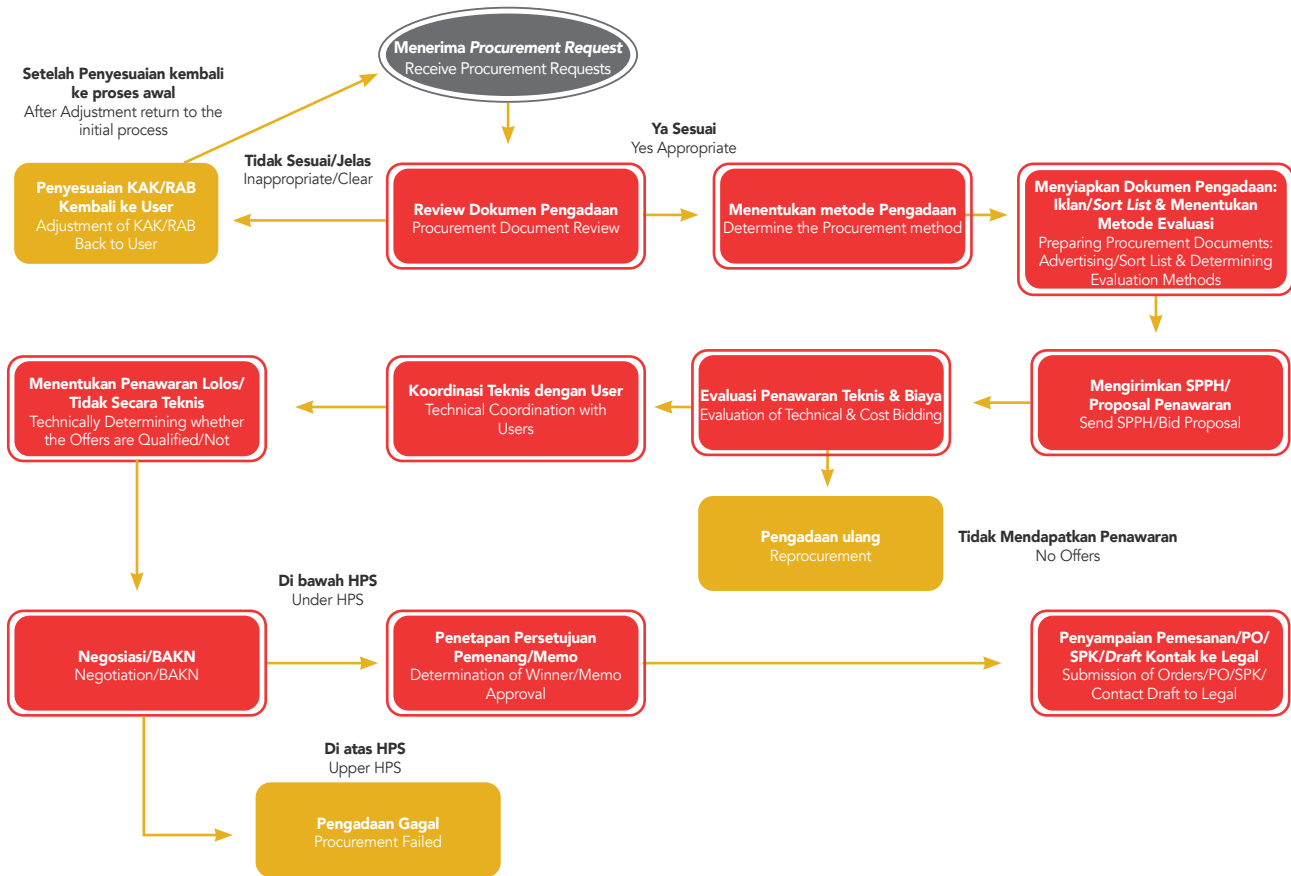 Menerima Procurement Request
Receive Procurement Requests
Setelah Penyesuaian kembali
ke proses awal
After Adjustment return to the
initial process
Tidak Sesuai/Jelas
Inappropriate/Clear
Ya Sesuai
Yes Appropriate
Penyesuaian KAK/RAB
Kembali ke User
Adjustment of KAK/RAB
Back to User
Review Dokumen Pengadaan
Procurement Document Review
Menentukan metode Pengadaan
Determine the Procurement method
Menyiapkan Dokumen Pengadaan:
Iklan/Sort List & Menentukan
Metode Evaluasi
Preparing Procurement Documents:
Advertising/Sort List & Determining
Evaluation Methods
Menentukan Penawaran Lolos/
Tidak Secara Teknis
Technically Determining whether
the Offers are Qualified/Not
Koordinasi Teknis dengan User
Technical Coordination with
Users
Evaluasi Penawaran Teknis & Biaya
Evaluation of Technical & Cost Bidding
Mengirimkan SPPH/
Proposal Penawaran
Send SPPH/Bid Proposal
Pengadaan ulang
Reprocurement
Tidak Mendapatkan Penawaran
No Offers
Di bawah HPS
Under HPS
Negosiasi/BAKN
Negotiation/BAKN
Penetapan Persetujuan
Pemenang/Memo
Determination of Winner/Memo
Approval
Penyampaian Pemesanan/PO/
SPK/Draft Kontak ke Legal
Submission of Orders/PO/SPK/
Contact Draft to Legal
Di atas HPS
Upper HPS
Pengadaan Gagal
Procurement Failed